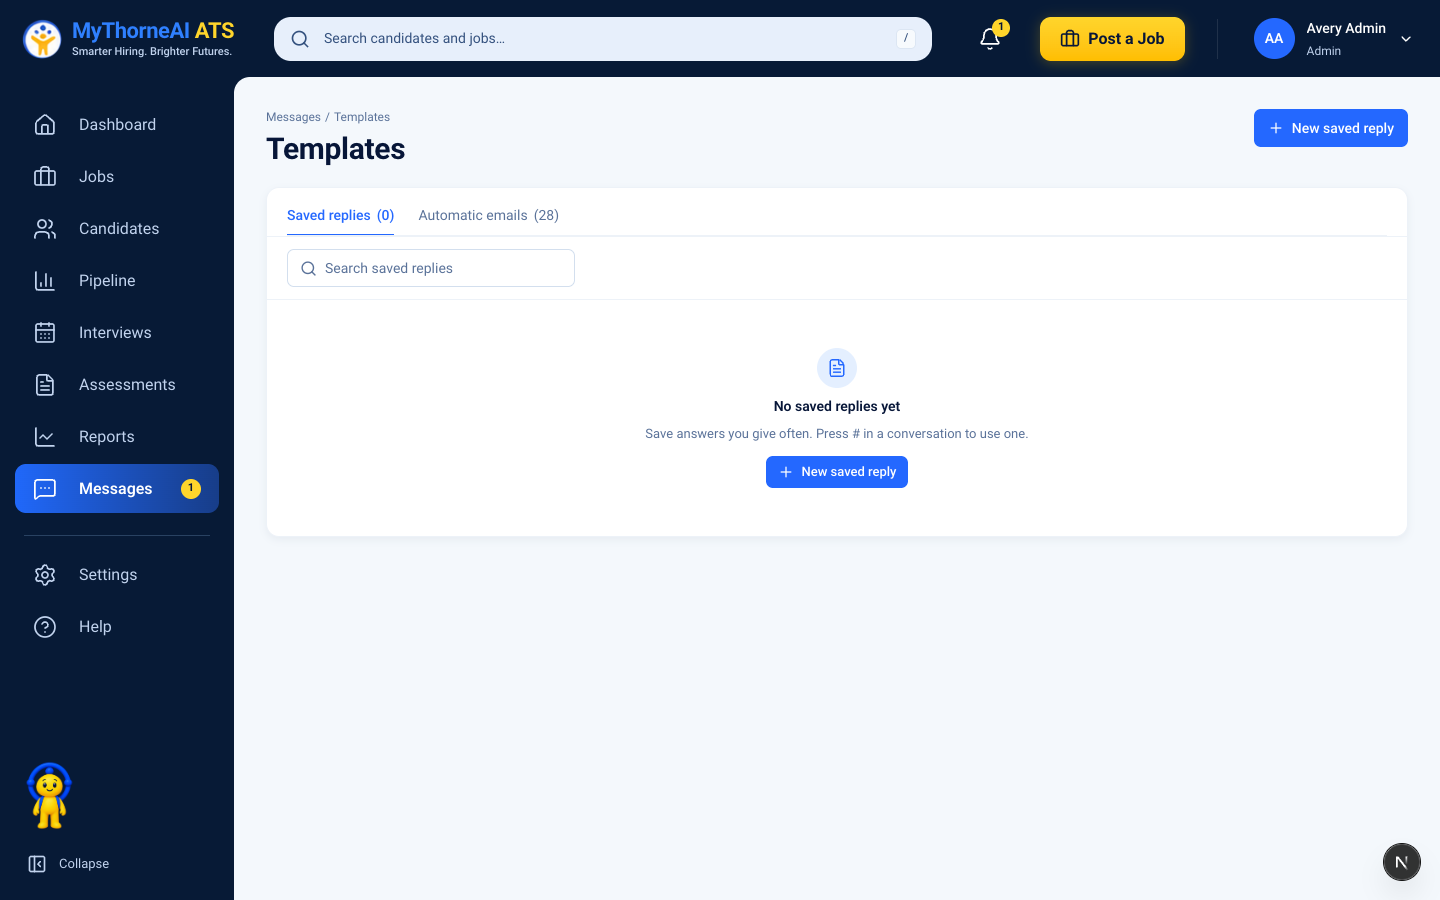 MyThorneAI ATS
Smarter Hiring. Brighter Futures.
Search candidates and jobs...
/
1
Post a Job
AA
Avery Admin
Admin
Dashboard
Jobs
Candidates
Pipeline
Interviews
Assessments
Reports
Messages
1
Settings
Help
Collapse
Messages / Templates
Templates
New saved reply
Saved replies (0)
Automatic emails (28)
Search saved replies
No saved replies yet
Save answers you give often. Press # in a conversation to use one.
New saved reply
N